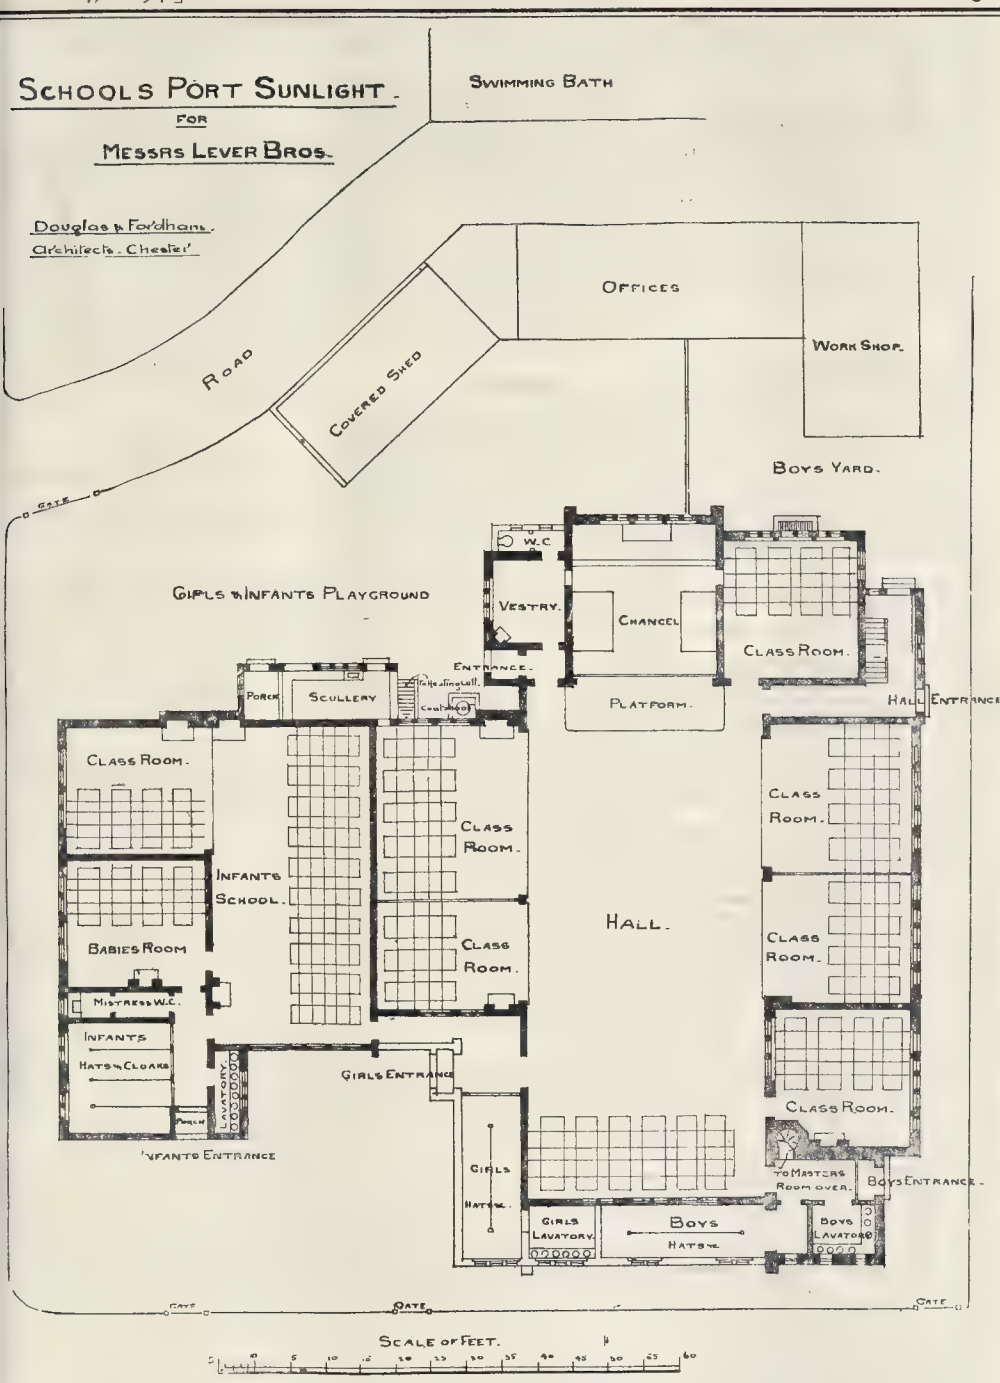 SCHOOLS PORT SUNLIGHT.
FOR
MESSRS LEVER BROS.
Douglas & Fordham.
Architects. Chester
SWIMMING BATH
OFFICES
WORK SHOP.
ROAD
COVERED SHED
BOYS YARD.
GATE
W.C
GIRLS & INFANTS PLAYGROUND
VESTRY.
CHANCEL
CLASS ROOM.
ENTRANCE.
PORCH
SCULLERY
To Heating Cell.
PLATFORM.
HALL ENTRANCE
CLASS ROOM.
CLASS
ROOM.
CLASS
ROOM.
INFANTS
SCHOOL.
HALL.
BABIES ROOM
CLASS
ROOM.
CLASS
ROOM.
MISTRESS W.C.
INFANTS
HATS & CLOAKS
LAVATORY.
GIRLS ENTRANCE
CLASS ROOM.
PORCH
INFANTS ENTRANCE
GIRLS
HATS &c
TO MASTERS
ROOM OVER.
BOYS ENTRANCE.
GIRLS
LAVATORY.
BOYS
HATS &c
BOYS
LAVATORY
GATE
GATE
GATE
SCALE OF FEET.
5 0 5 10 15 20 25 30 35 40 45 50 55 60